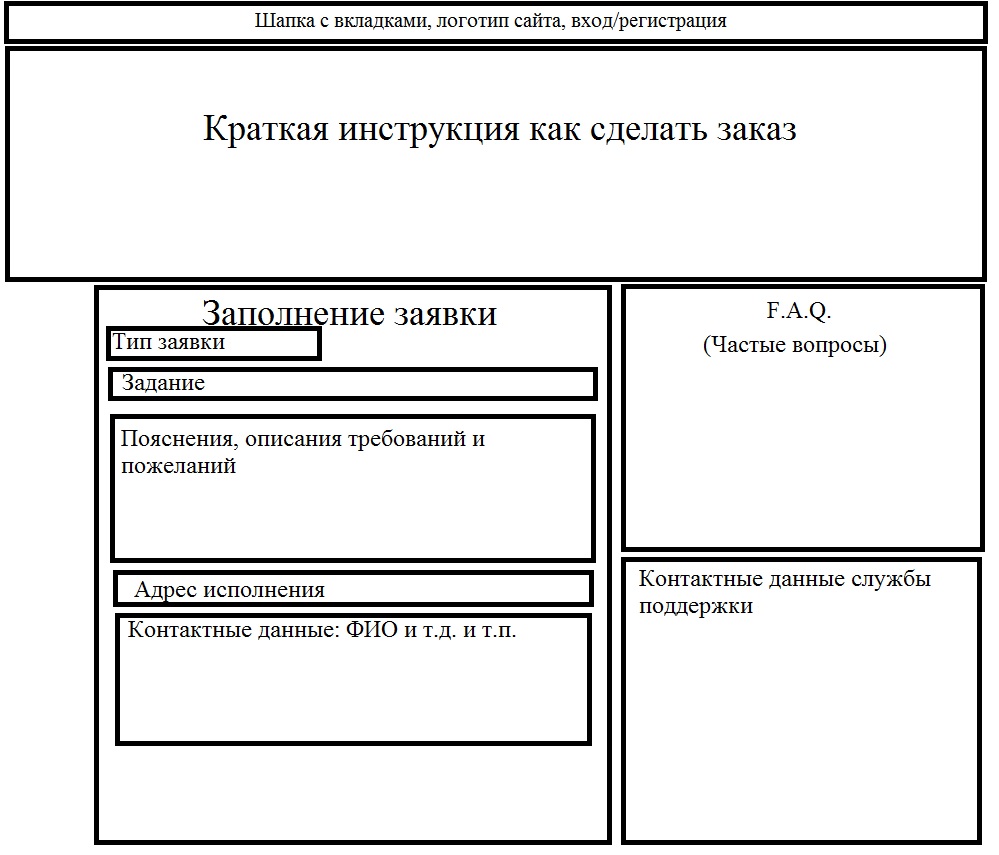 Шапка с вкладками, логотип сайта, вход/регистрация
Краткая инструкция как сделать заказ
Заполнение заявки
Тип заявки
Задание
Пояснения, описания требований и
пожеланий
Адрес исполнения
Контактные данные: ФИО и т.д. и т.п.
F.A.Q.
(Частые вопросы)
Контактные данные службы
поддержки